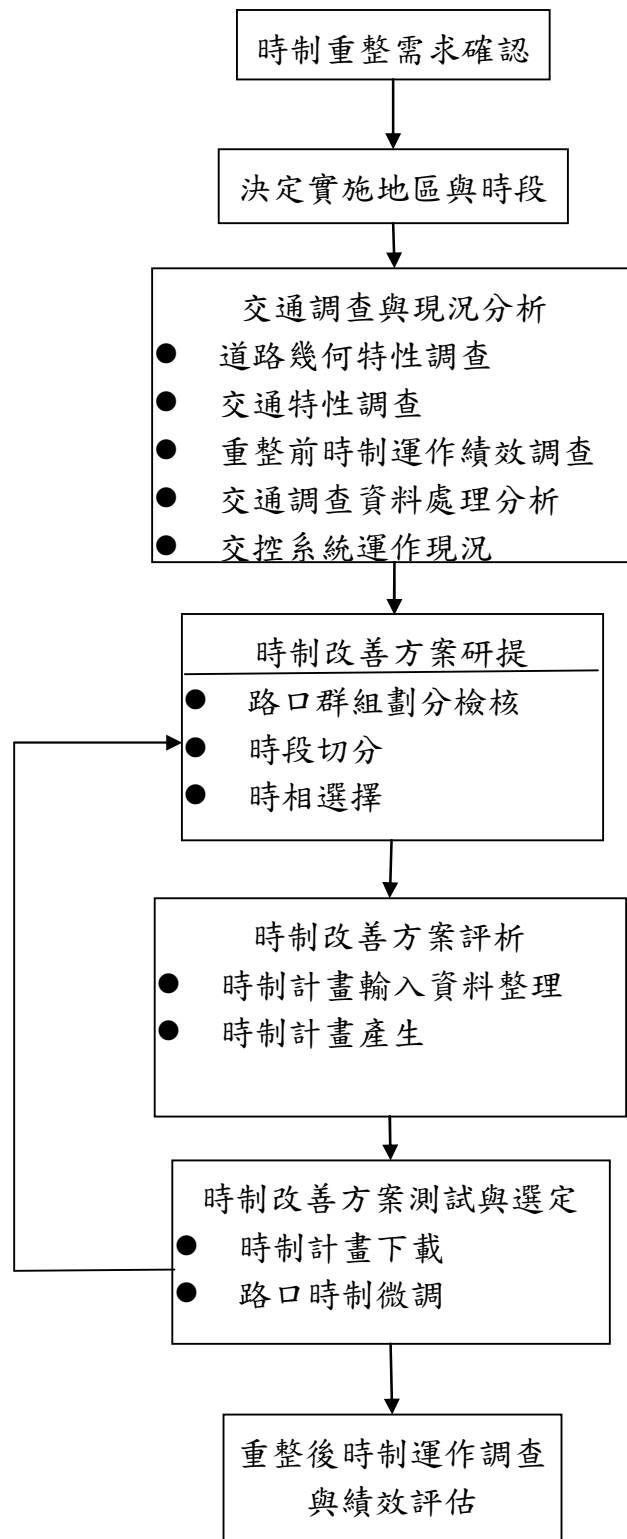 時制重整需求確認
決定實施地區與時段
交通調查與現況分析
● 道路幾何特性調查
● 交通特性調查
● 重整前時制運作績效調查
● 交通調查資料處理分析
● 交控系統運作現況
時制改善方案研提
● 路口群組劃分檢核
● 時段切分
● 時相選擇
時制改善方案評析
● 時制計畫輸入資料整理
● 時制計畫產生
時制改善方案測試與選定
● 時制計畫下載
● 路口時制微調
重整後時制運作調查
與績效評估